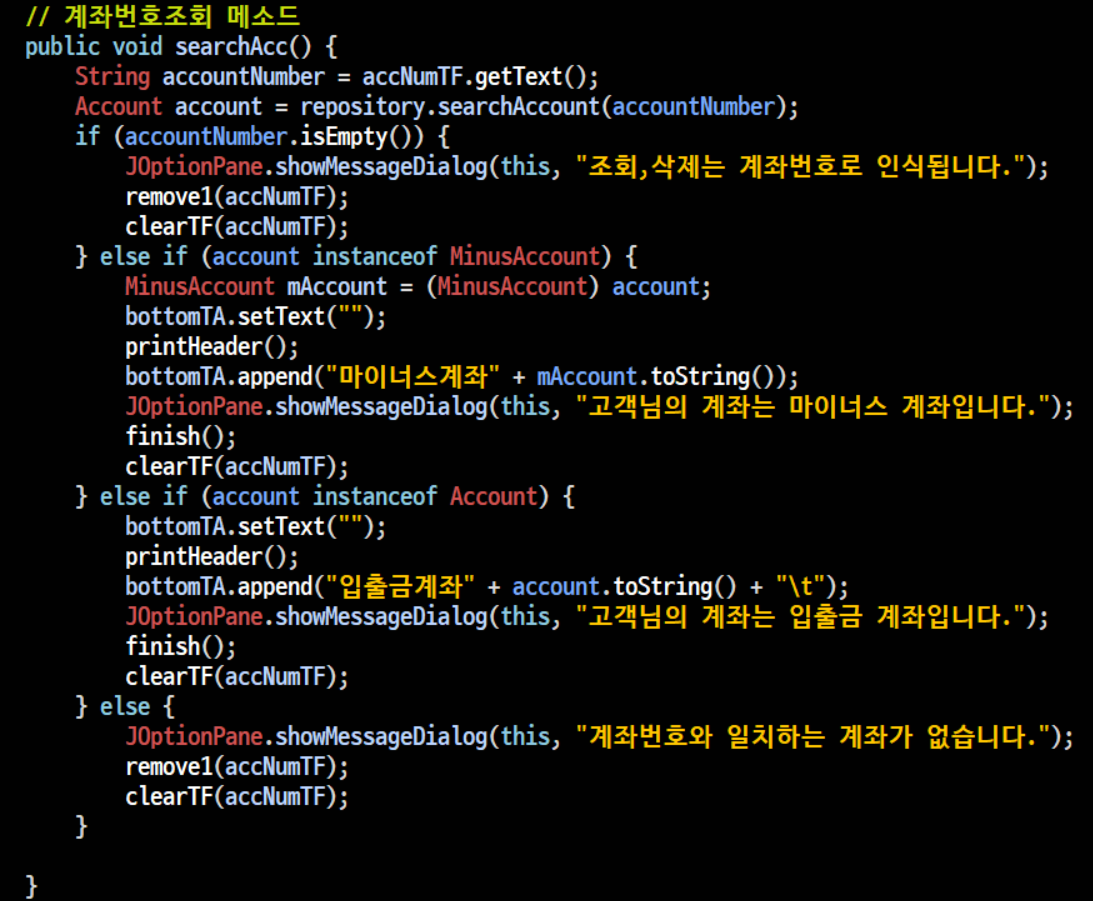 // 계좌번호조회 메소드
public void searchAcc() {
    String accountNumber = accNumTF.getText();
    Account account = repository.searchAccount(accountNumber);
    if (accountNumber.isEmpty()) {
        JOptionPane.showMessageDialog(this, "조회,삭제는 계좌번호로 인식됩니다.");
        remove1(accNumTF);
        clearTF(accNumTF);
    } else if (account instanceof MinusAccount) {
        MinusAccount mAccount = (MinusAccount) account;
        bottomTA.setText("");
        printHeader();
        bottomTA.append("마이너스계좌" + mAccount.toString());
        JOptionPane.showMessageDialog(this, "고객님의 계좌는 마이너스 계좌입니다.");
        finish();
        clearTF(accNumTF);
    } else if (account instanceof Account) {
        bottomTA.setText("");
        printHeader();
        bottomTA.append("입출금계좌" + account.toString() + "\t");
        JOptionPane.showMessageDialog(this, "고객님의 계좌는 입출금 계좌입니다.");
        finish();
        clearTF(accNumTF);
    } else {
        JOptionPane.showMessageDialog(this, "계좌번호와 일치하는 계좌가 없습니다.");
        remove1(accNumTF);
        clearTF(accNumTF);
    }
}